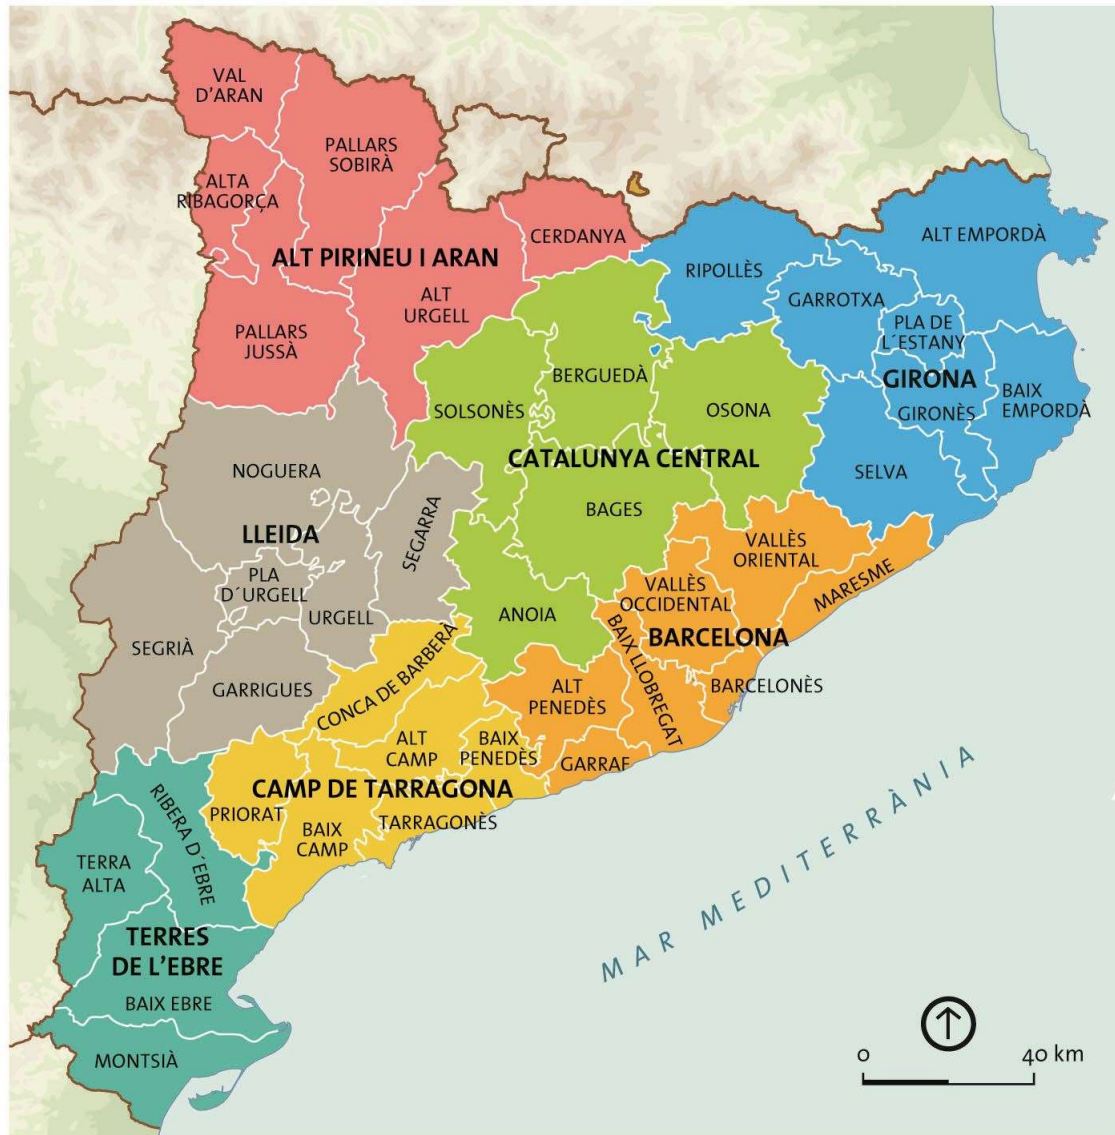 VAL
D'ARAN
PALLARS
SOBIRÀ
ALTA
RIBAGORÇA
CERDANYA
ALT PIRINEU I ARAN
ALT
URGELL
PALLARS
JUSSÀ
RIPOLLÈS
ALT EMPORDÀ
GARROTXA
PLA DE
L´ESTANY
GIRONA
GIRONÈS
BAIX
EMPORDÀ
SELVA
BERGUEDÀ
SOLSONÈS
OSONA
CATALUNYA CENTRAL
BAGES
ANOIA
NOGUERA
LLEIDA
SEGARRA
PLA
D´URGELL
URGELL
SEGRIÀ
GARRIGUES
VALLÈS
ORIENTAL
VALLÈS
OCCIDENTAL
MARESME
BARCELONA
BAIX LLOBREGAT
BARCELONÈS
ALT
PENEDÈS
GARRAF
CONCA DE BARBERÀ
ALT
CAMP
BAIX
PENEDÈS
CAMP DE TARRAGONA
PRIORAT
TARRAGONÈS
BAIX
CAMP
RIBERA D´EBRE
TERRA
ALTA
TERRES
DE L'EBRE
BAIX EBRE
MONTSIÀ
MAR MEDITERRÀNIA
0 40 km